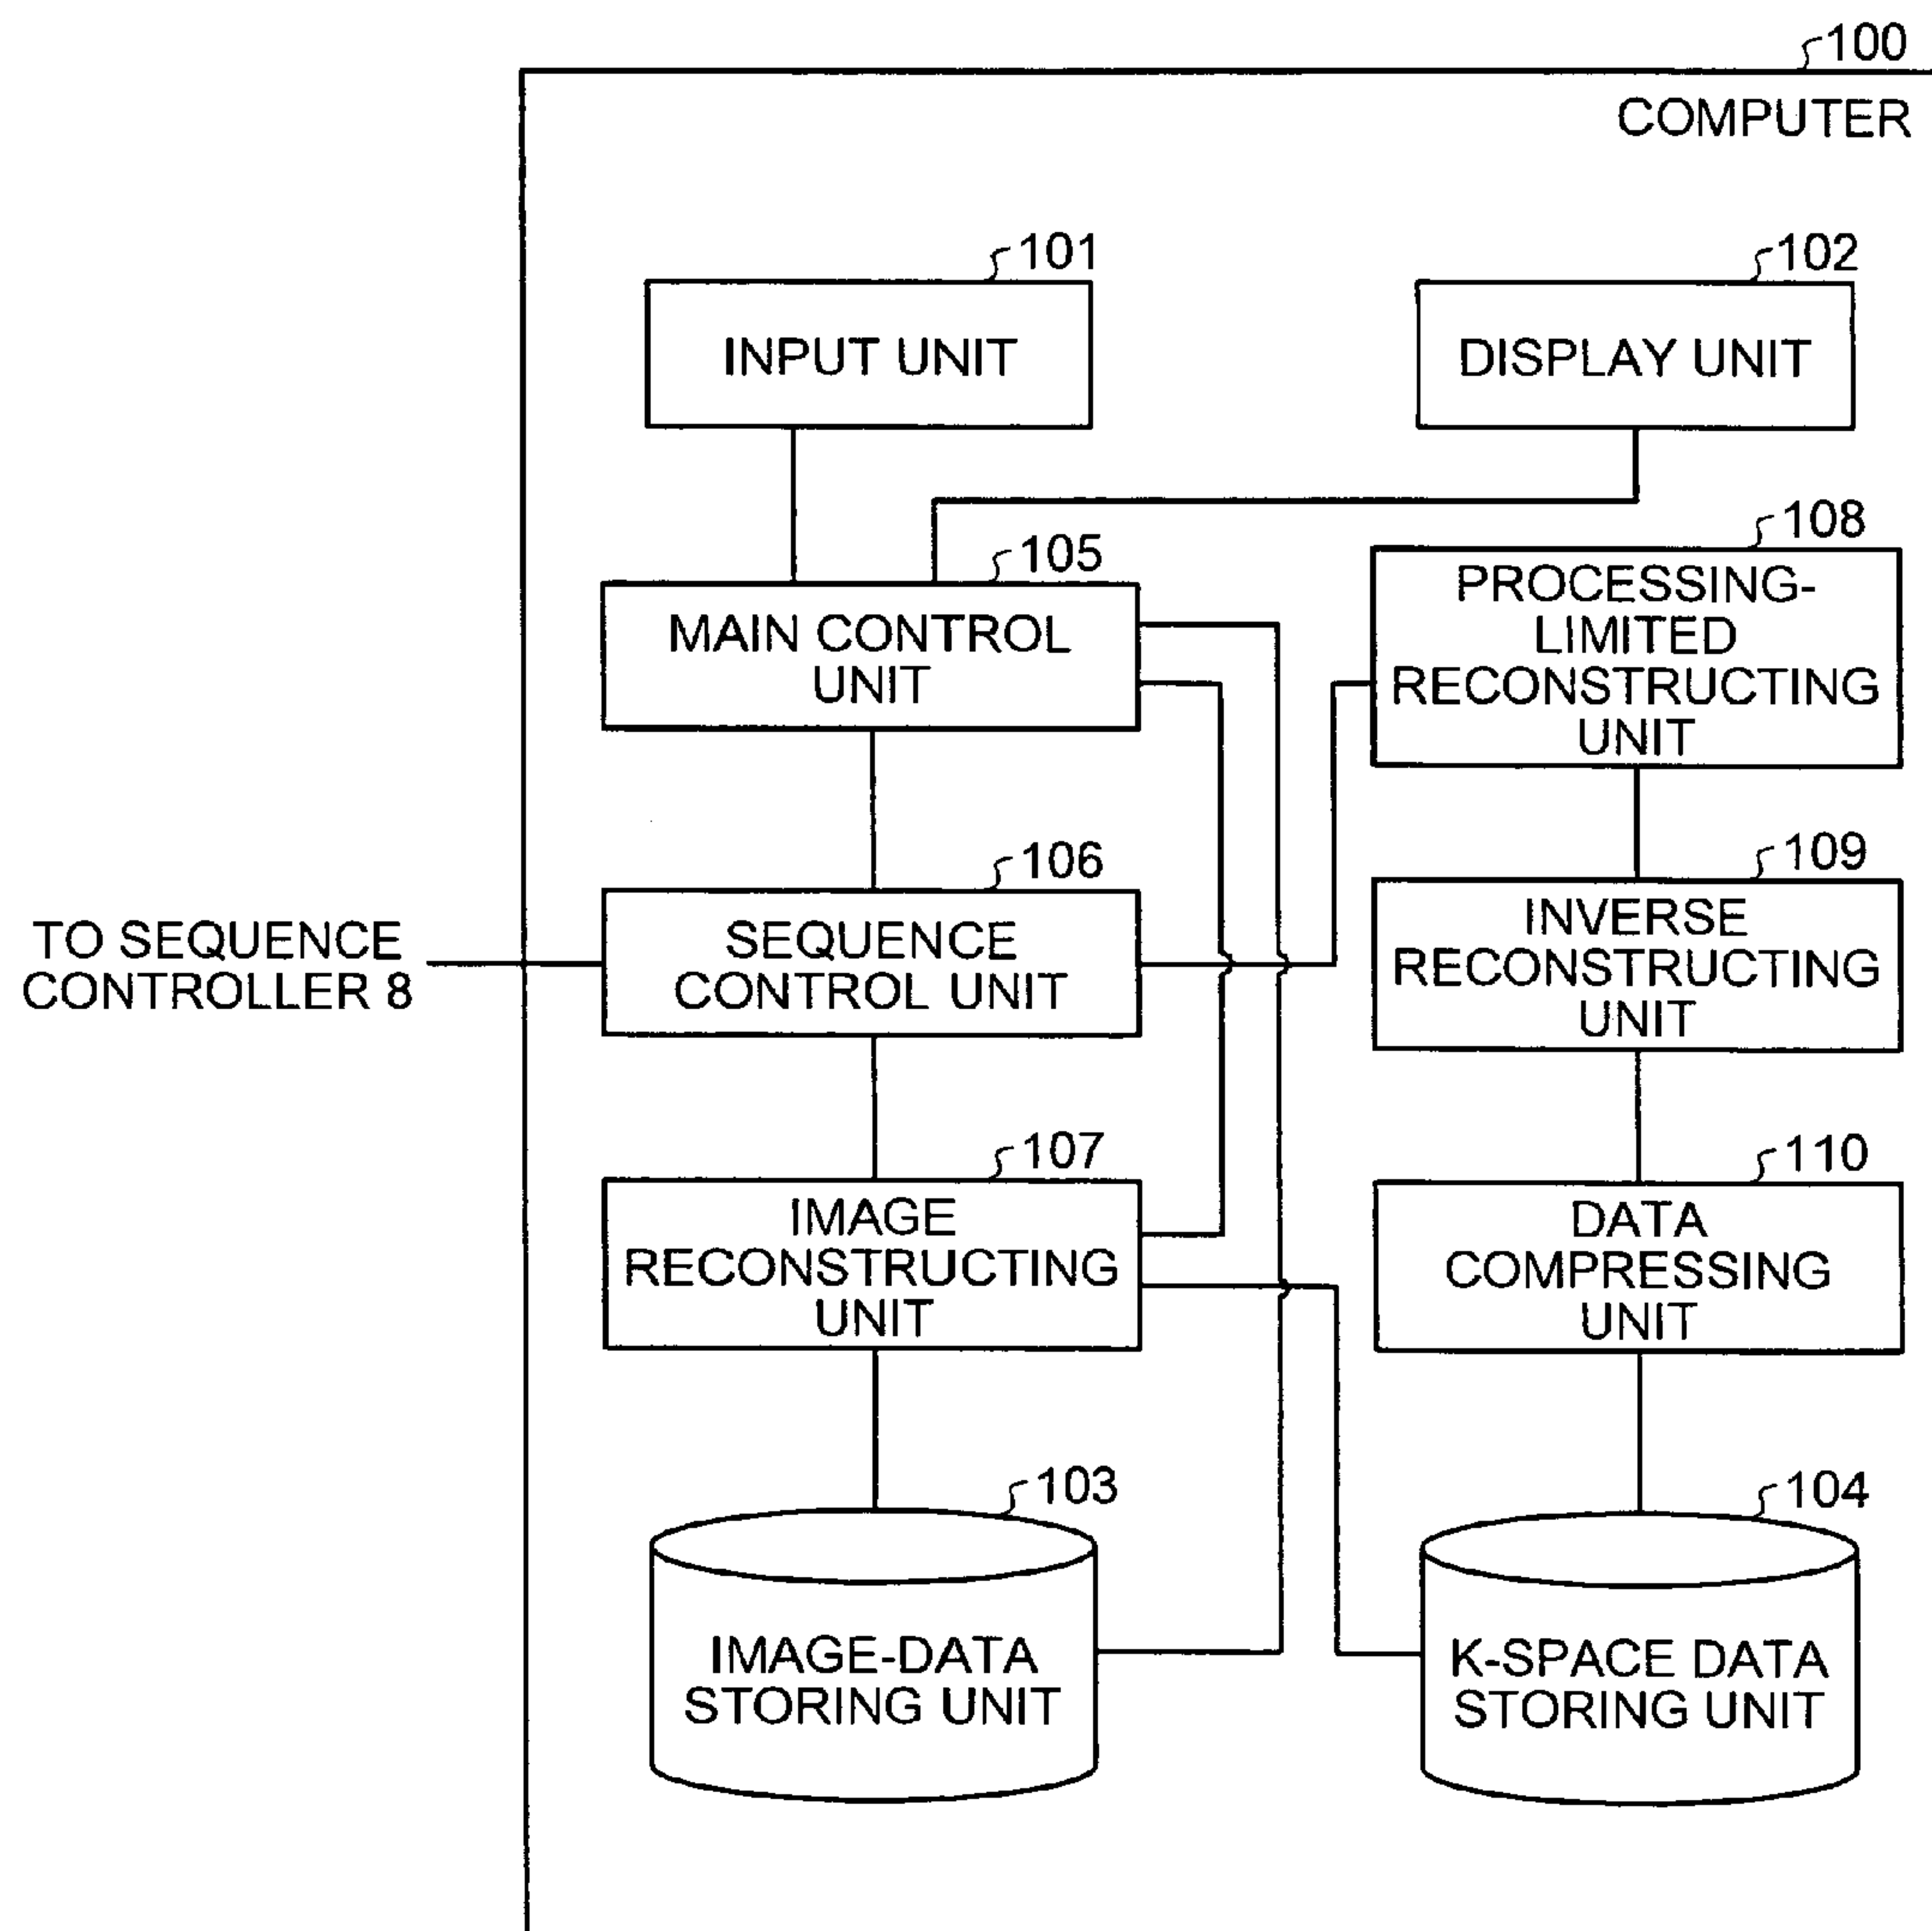 100
COMPUTER
101
INPUT UNIT
102
DISPLAY UNIT
105
MAIN CONTROL
UNIT
108
PROCESSING-
LIMITED
RECONSTRUCTING
UNIT
TO SEQUENCE
CONTROLLER 8
106
SEQUENCE
CONTROL UNIT
109
INVERSE
RECONSTRUCTING
UNIT
107
IMAGE
RECONSTRUCTING
UNIT
110
DATA
COMPRESSING
UNIT
103
IMAGE-DATA
STORING UNIT
104
K-SPACE DATA
STORING UNIT